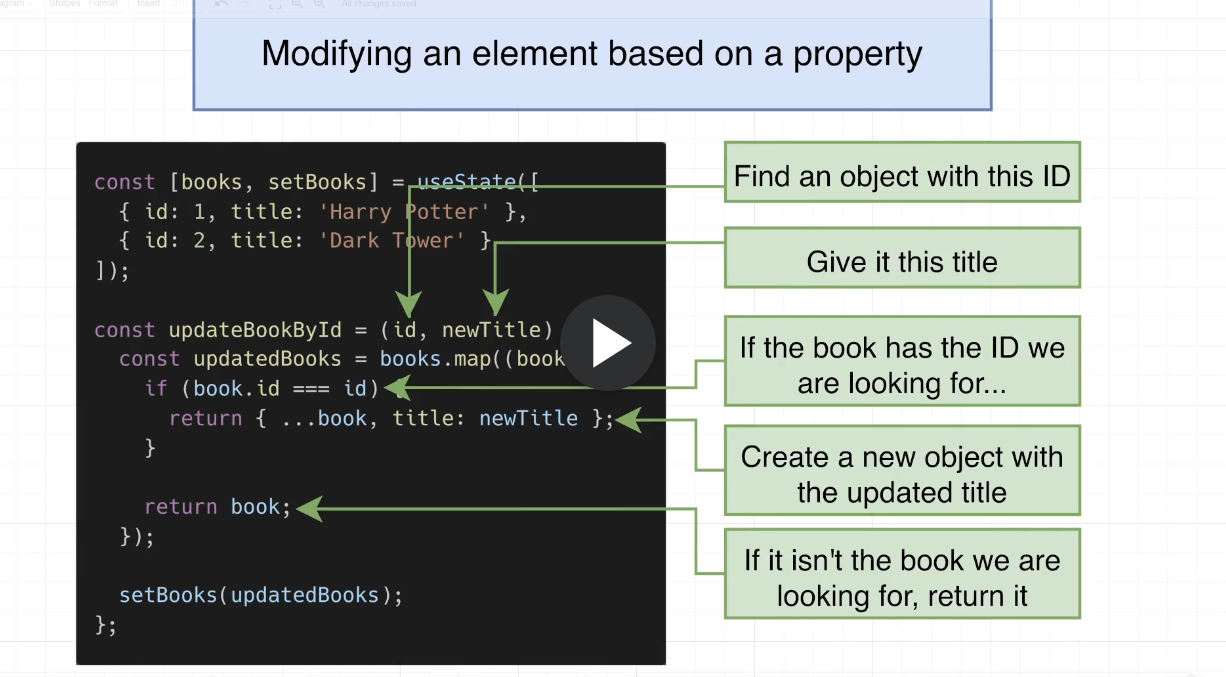 Shapes Format Insert All changes saved
Modifying an element based on a property
const [books, setBooks] = useState([
{ id: 1, title: 'Harry Potter' },
{ id: 2, title: 'Dark Tower' }
]);
const updateBookById = (id, newTitle)
const updatedBooks = books.map((book
if (book.id === id) {
return { ...book, title: newTitle };
}
return book;
});
setBooks(updatedBooks);
};
Find an object with this ID
Give it this title
If the book has the ID we
are looking for...
Create a new object with
the updated title
If it isn't the book we are
looking for, return it